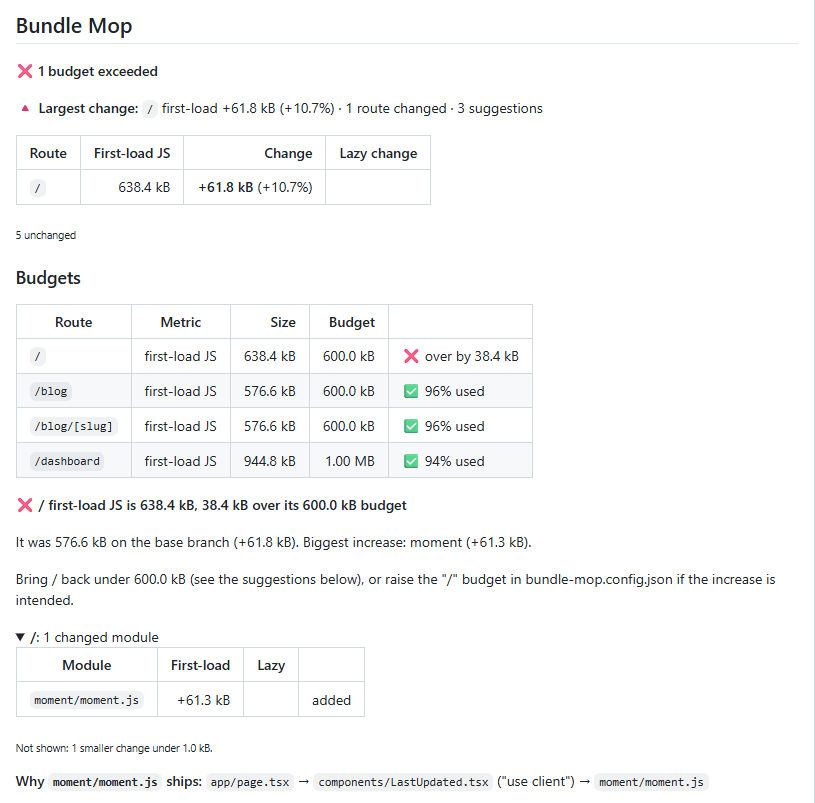 Bundle Mop
❌ 1 budget exceeded
🔺 Largest change: / first-load +61.8 kB (+10.7%) · 1 route changed · 3 suggestions
Route First-load JS Change Lazy change
/ 638.4 kB +61.8 kB (+10.7%)
5 unchanged
Budgets
Route Metric Size Budget
/ first-load JS 638.4 kB 600.0 kB ❌ over by 38.4 kB
/blog first-load JS 576.6 kB 600.0 kB ✅ 96% used
/blog/[slug] first-load JS 576.6 kB 600.0 kB ✅ 96% used
/dashboard first-load JS 944.8 kB 1.00 MB ✅ 94% used
❌ / first-load JS is 638.4 kB, 38.4 kB over its 600.0 kB budget
It was 576.6 kB on the base branch (+61.8 kB). Biggest increase: moment (+61.3 kB).
Bring / back under 600.0 kB (see the suggestions below), or raise the "/" budget in bundle-mop.config.json if the increase is
intended.
▼ /: 1 changed module
Module First-load Lazy
moment/moment.js +61.3 kB added
Not shown: 1 smaller change under 1.0 kB.
Why moment/moment.js ships: app/page.tsx → components/LastUpdated.tsx ("use client") → moment/moment.js